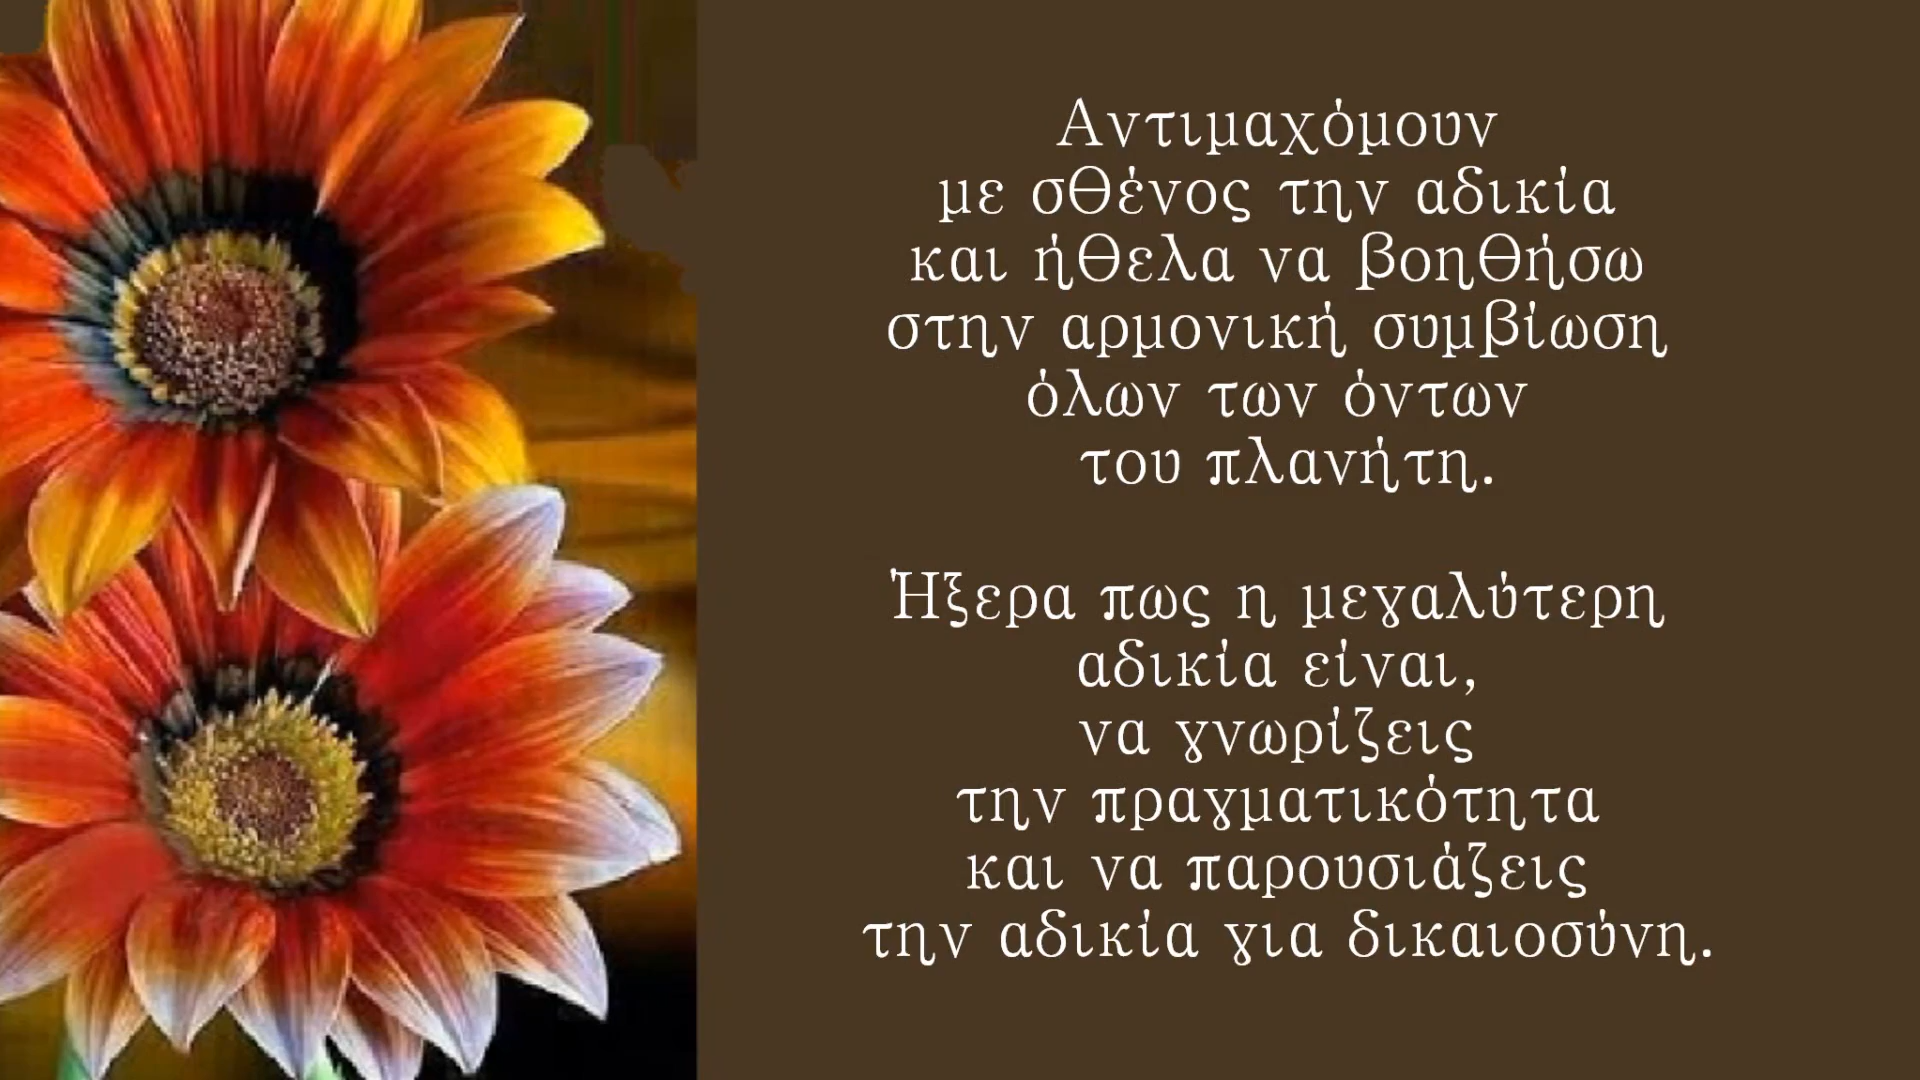 Αντιμαχόμουν
με σθένος την αδικία
και ήθελα να βοηθήσω
στην αρμονική συμβίωση
όλων των όντων
του πλανήτη.
Ήξερα πως η μεγαλύτερη
αδικία είναι,
να γνωρίζεις
την πραγματικότητα
και να παρουσιάζεις
την αδικία για δικαιοσύνη.